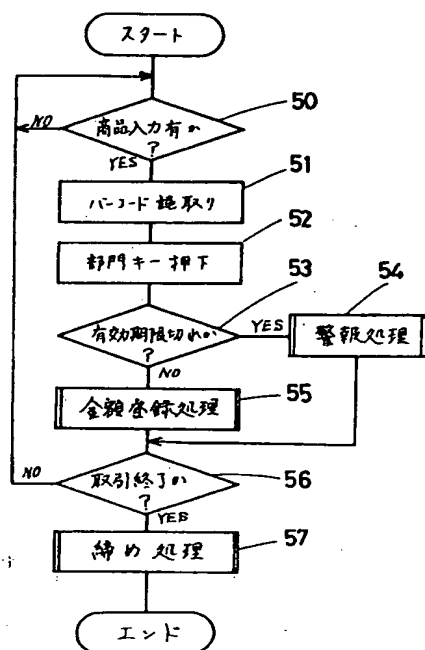 スタート
50
商品入力有か
NO
?
YES
51
バーコード読取り
52
部門キー押下
53
54
有効期限切れか
YES
警報処理
?
NO
55
金額登録処理
NO
取引終了か
56
?
YES
57
締め処理
エンド